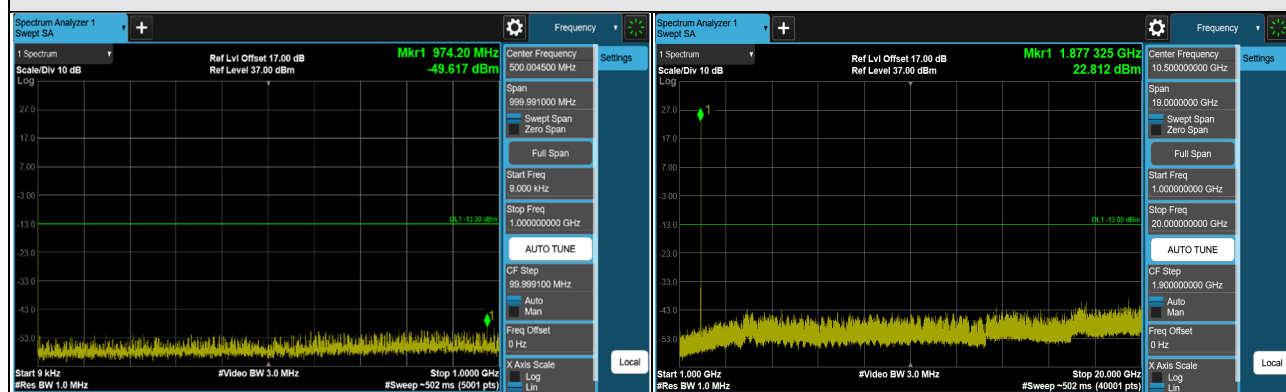 Spectrum Analyzer 1
Swept SA
+
Frequency
1 Spectrum
Scale/Div 10 dB
Log
Ref Lvl Offset 17.00 dB
Ref Level 37.00 dBm
Mkr1 974.20 MHz
-49.617 dBm
27.0
17.0
7.00
-3.00
-13.0
-23.0
-33.0
-43.0
-53.0
DL1 -13.00 dBm
1
Start 9 kHz
#Res BW 1.0 MHz
#Video BW 3.0 MHz
Stop 1.0000 GHz
#Sweep ~502 ms (5001 pts)
Center Frequency
500.004500 MHz
Span
999.991000 MHz
Swept Span
Zero Span
Full Span
Start Freq
9.000 kHz
Stop Freq
1.000000000 GHz
AUTO TUNE
CF Step
99.999100 MHz
Auto
Man
Freq Offset
0 Hz
X Axis Scale
Log
Lin
Settings
Local
Spectrum Analyzer 1
Swept SA
+
Frequency
1 Spectrum
Scale/Div 10 dB
Log
Ref Lvl Offset 17.00 dB
Ref Level 37.00 dBm
Mkr1 1.877 325 GHz
22.812 dBm
27.0
17.0
7.00
-3.00
-13.0
-23.0
-33.0
-43.0
-53.0
1
DL1 -13.00 dBm
Start 1.000 GHz
#Res BW 1.0 MHz
#Video BW 3.0 MHz
Stop 20.000 GHz
#Sweep ~502 ms (40001 pts)
Center Frequency
10.500000000 GHz
Span
19.0000000 GHz
Swept Span
Zero Span
Full Span
Start Freq
1.000000000 GHz
Stop Freq
20.000000000 GHz
AUTO TUNE
CF Step
1.900000000 GHz
Auto
Man
Freq Offset
0 Hz
X Axis Scale
Log
Lin
Settings
Local